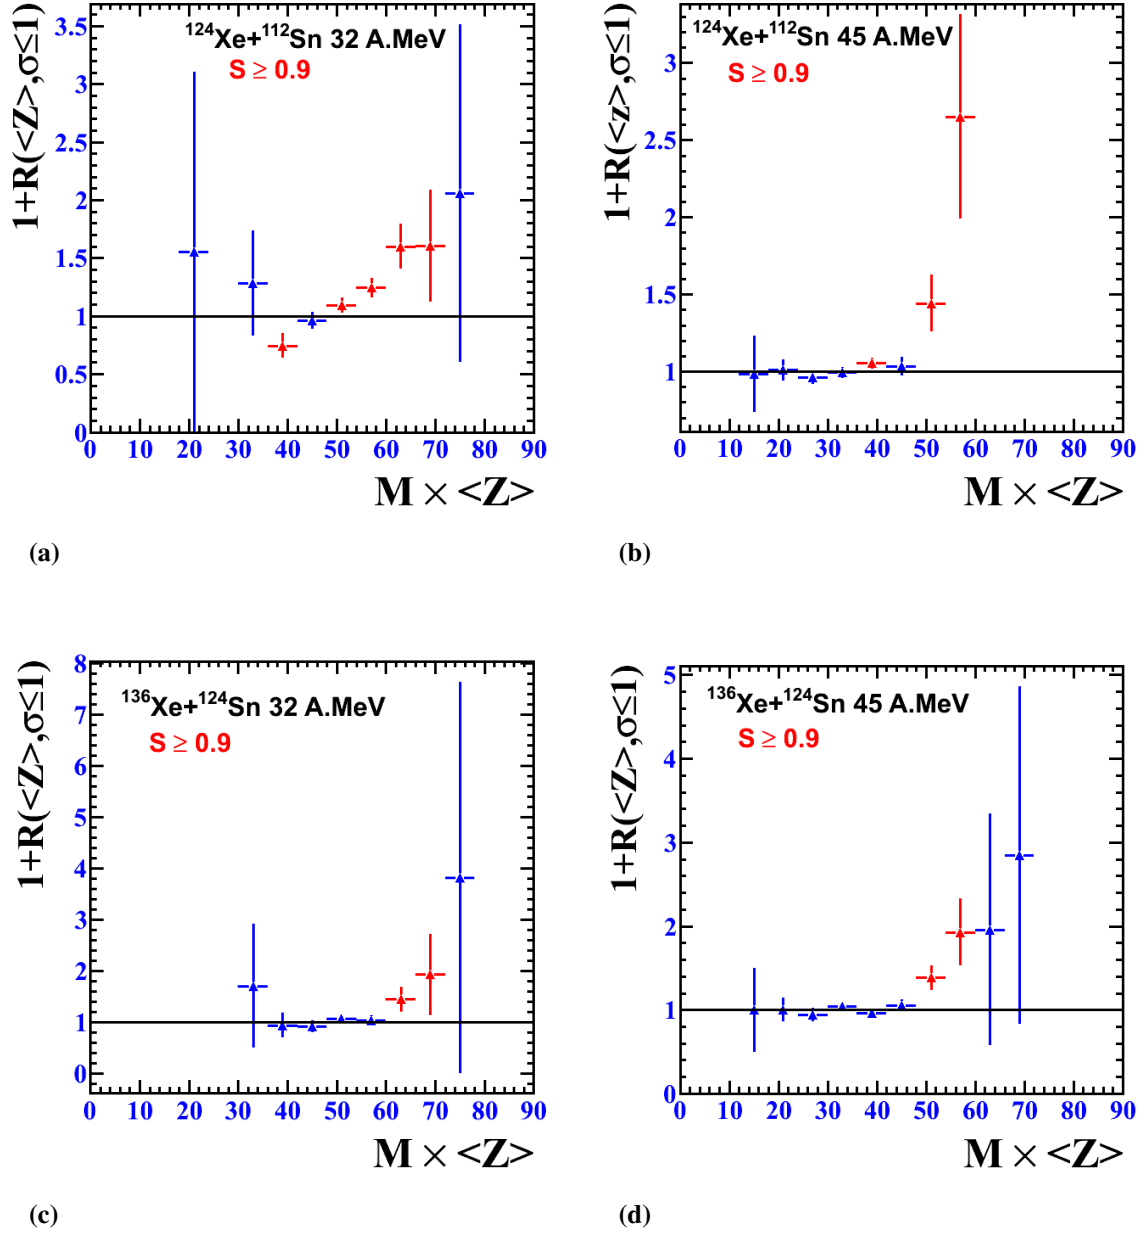 1+R(<Z>,σ≤1)
3.5
3
2.5
2
1.5
1
0.5
0
¹²⁴Xe+¹¹²Sn 32 A.MeV
S ≥ 0.9
0 10 20 30 40 50 60 70 80 90
M × <Z>
(a)
1+R(<z>,σ≤1)
3
2.5
2
1.5
1
¹²⁴Xe+¹¹²Sn 45 A.MeV
S ≥ 0.9
0 10 20 30 40 50 60 70 80 90
M × <Z>
(b)
1+R(<Z>,σ≤1)
8
7
6
5
4
3
2
1
0
¹³⁶Xe+¹²⁴Sn 32 A.MeV
S ≥ 0.9
0 10 20 30 40 50 60 70 80 90
M × <Z>
(c)
1+R(<Z>,σ≤1)
5
4
3
2
1
0
¹³⁶Xe+¹²⁴Sn 45 A.MeV
S ≥ 0.9
0 10 20 30 40 50 60 70 80 90
M × <Z>
(d)